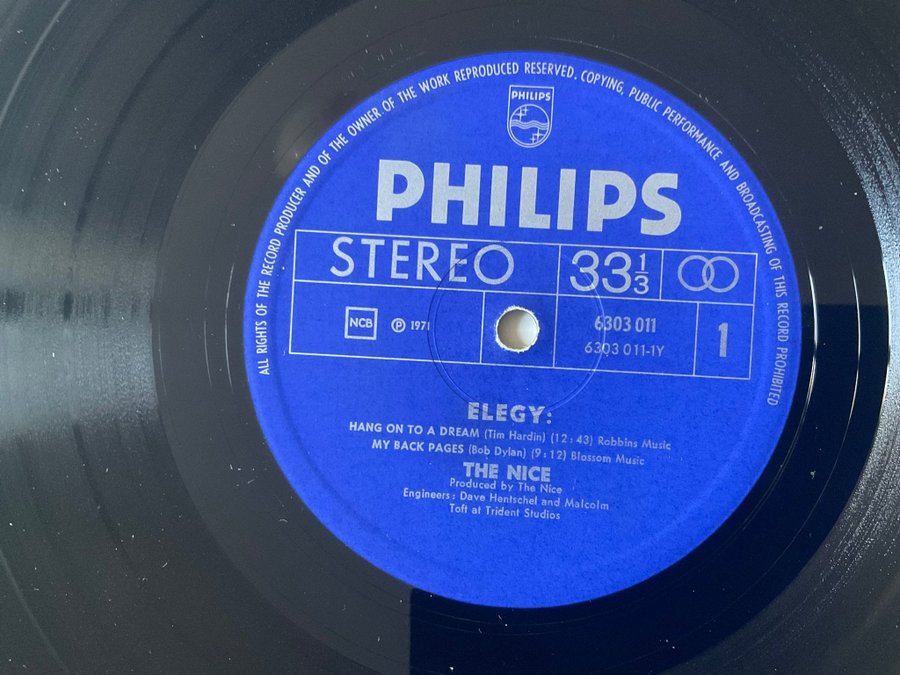 ALL RIGHTS OF THE RECORD PRODUCER AND OF THE OWNER OF THE WORK REPRODUCED RESERVED. COPYING, PUBLIC PERFORMANCE AND BROADCASTING OF THIS RECORD PROHIBITED
PHILIPS
PHILIPS
STEREO 33 1/3
NCB ℗ 1971 6303 011 1
6303 011-1Y
ELEGY:
HANG ON TO A DREAM (Tim Hardin) (12:43) Robbins Music
MY BACK PAGES (Bob Dylan) (9:12) Blossom Music
THE NICE
Produced by The Nice
Engineers: Dave Hentschel and Malcolm
Toft at Trident Studios